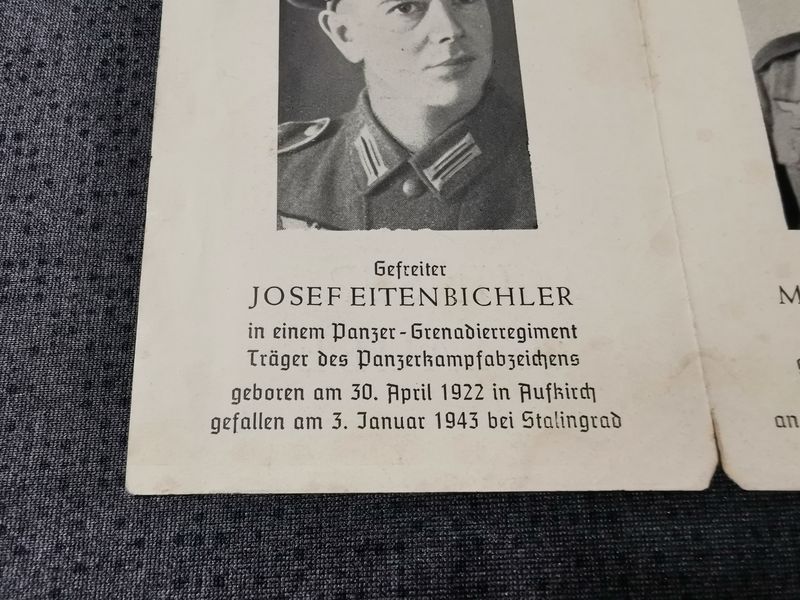 Gefreiter
JOSEF EITENBICHLER
in einem Panzer-Grenadierregiment
Träger des Panzerkampfabzeichens
geboren am 30. April 1922 in Aufkirch
gefallen am 3. Januar 1943 bei Stalingrad
M
an